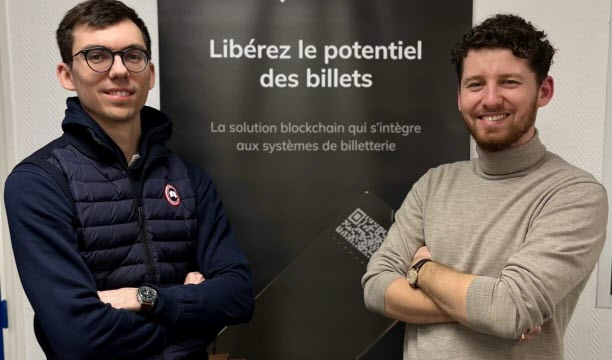 Libérez le potentiel
des billets
La solution blockchain qui s'intègre
aux systèmes de billetterie